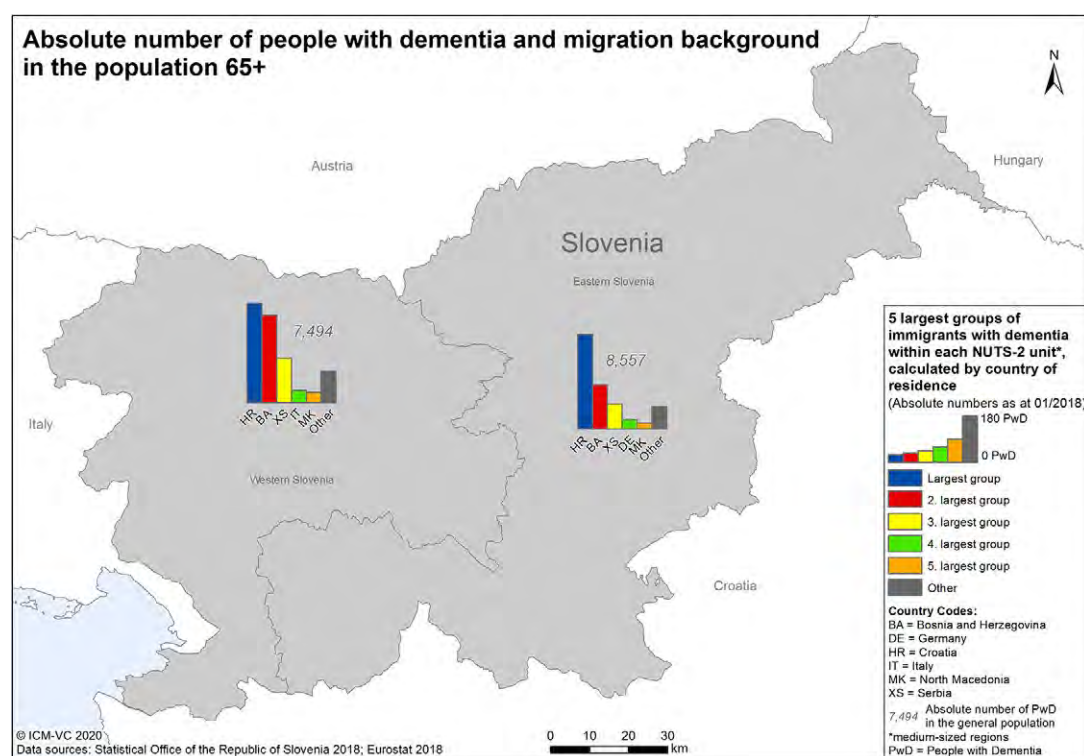 Absolute number of people with dementia and migration background
in the population 65+
N
Austria
Hungary
Slovenia
Eastern Slovenia
7,494
HR
BA
XS
IT
MK
Other
8,557
HR
BA
XS
DE
MK
Other
Italy
Western Slovenia
Croatia
5 largest groups of
immigrants with dementia
within each NUTS-2 unit*,
calculated by country of
residence
(Absolute numbers as at 01/2018)
180 PwD
0 PwD
Largest group
2. largest group
3. largest group
4. largest group
5. largest group
Other
Country Codes:
BA = Bosnia and Herzegovina
DE = Germany
HR = Croatia
IT = Italy
MK = North Macedonia
XS = Serbia
7,494 Absolute number of PwD
in the general population
*medium-sized regions
PwD = People with Dementia
© ICM-VC 2020
Data sources: Statistical Office of the Republic of Slovenia 2018; Eurostat 2018
0 10 20 30
km